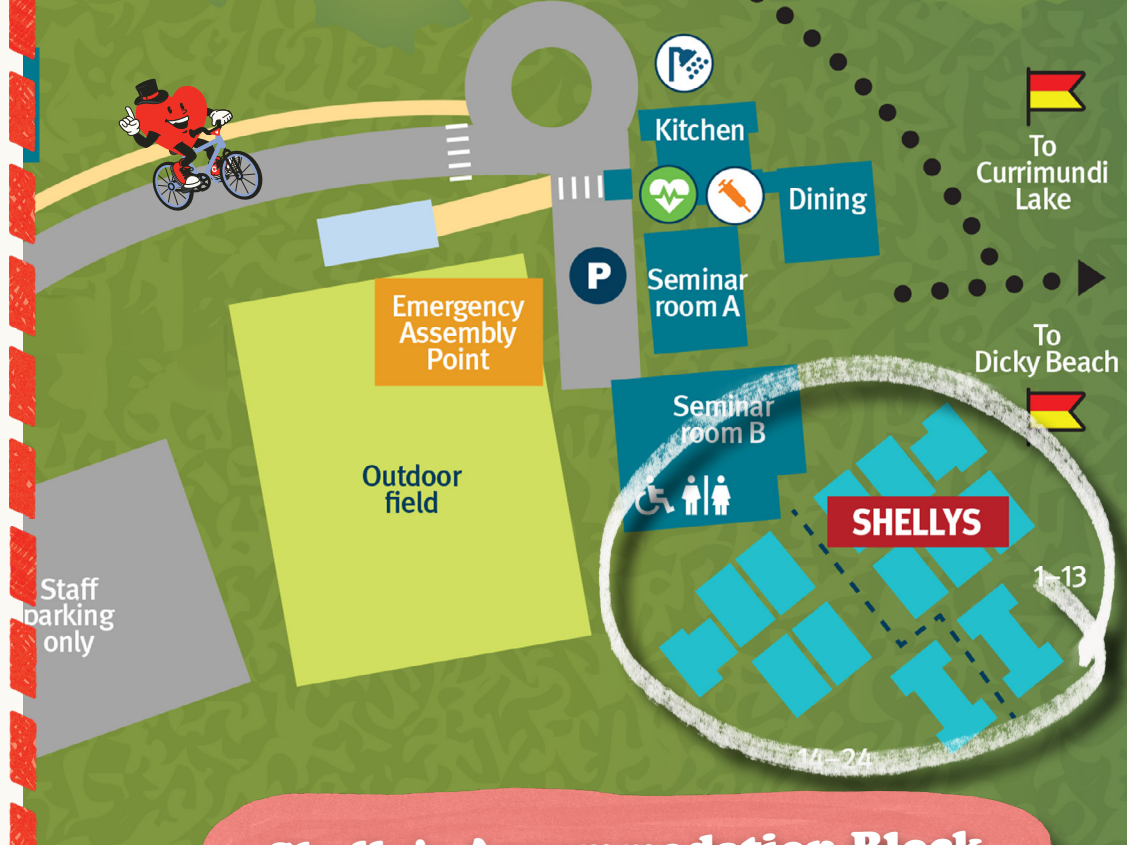 Kitchen
To
Currimundi
Lake
Dining
P
Seminar
room A
Emergency
Assembly
Point
To
Dicky Beach
Seminar
room B
Outdoor
field
SHELLYS
1–13
Staff
parking
only
14–24
Block